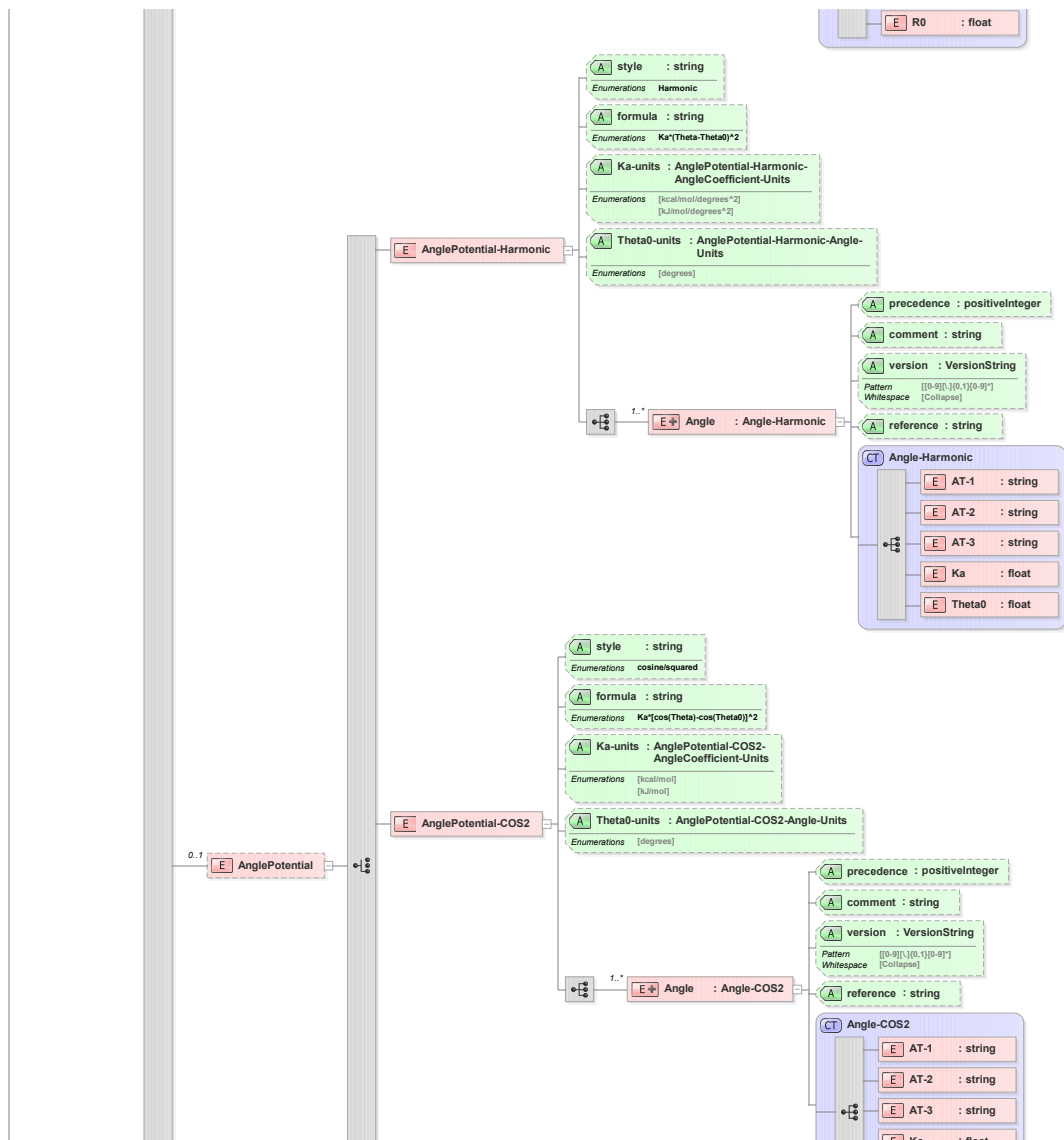 E R0 : float
A style : string
Enumerations Harmonic
A formula : string
Enumerations Ka*(Theta-Theta0)^2
A Ka-units : AnglePotential-Harmonic-
AngleCoefficient-Units
Enumerations [kcal/mol/degrees^2]
[kJ/mol/degrees^2]
E AnglePotential-Harmonic
A Theta0-units : AnglePotential-Harmonic-Angle-
Units
Enumerations [degrees]
A precedence : positiveInteger
A comment : string
A version : VersionString
Pattern [[0-9][\.]{0,1}[0-9]*]
Whitespace [Collapse]
1..* E Angle : Angle-Harmonic
A reference : string
CT Angle-Harmonic
E AT-1 : string
E AT-2 : string
E AT-3 : string
E Ka : float
E Theta0 : float
A style : string
Enumerations cosine/squared
A formula : string
Enumerations Ka*[cos(Theta)-cos(Theta0)]^2
A Ka-units : AnglePotential-COS2-
AngleCoefficient-Units
Enumerations [kcal/mol]
[kJ/mol]
E AnglePotential-COS2
A Theta0-units : AnglePotential-COS2-Angle-Units
Enumerations [degrees]
0..1 E AnglePotential
A precedence : positiveInteger
A comment : string
A version : VersionString
Pattern [[0-9][\.]{0,1}[0-9]*]
Whitespace [Collapse]
1..* E Angle : Angle-COS2
A reference : string
CT Angle-COS2
E AT-1 : string
E AT-2 : string
E AT-3 : string
E Ka : float